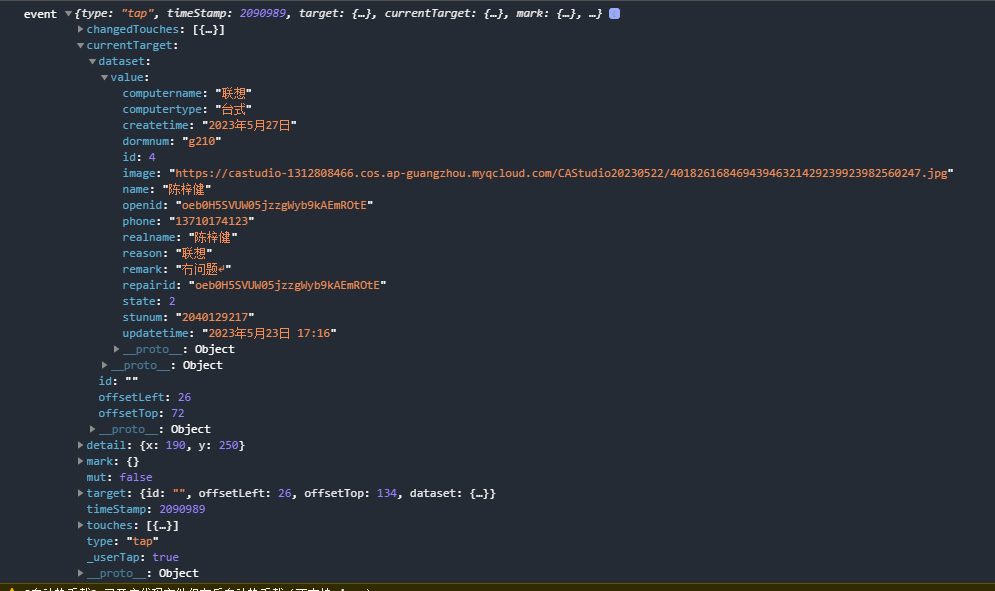 event ▼{type: "tap", timeStamp: 2090989, target: {…}, currentTarget: {…}, mark: {…}, …}
▶changedTouches: [{…}]
▼currentTarget:
▼dataset:
▼value:
computername: "联想"
computertype: "台式"
createtime: "2023年5月27日"
dormnum: "g210"
id: 4
image: "https://castudio-1312808466.cos.ap-guangzhou.myqcloud.com/CAStudio20230522/40182616846943946321429239923982560247.jpg"
name: "陈梓健"
openid: "oeb0H5SVUW05jzzgWyb9kAEmROtE"
phone: "13710174123"
realname: "陈梓健"
reason: "联想"
remark: "冇问题↵"
repairid: "oeb0H5SVUW05jzzgWyb9kAEmROtE"
state: 2
stunum: "2040129217"
updatetime: "2023年5月23日 17:16"
▶__proto__: Object
▶__proto__: Object
id: ""
offsetLeft: 26
offsetTop: 72
▶__proto__: Object
▶detail: {x: 190, y: 250}
▶mark: {}
mut: false
▶target: {id: "", offsetLeft: 26, offsetTop: 134, dataset: {…}}
timeStamp: 2090989
▶touches: [{…}]
type: "tap"
_userTap: true
▶__proto__: Object